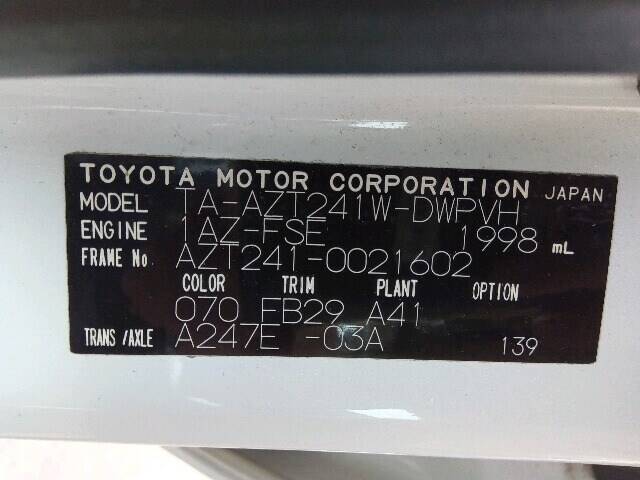 TOYOTA MOTOR CORPORATION JAPAN
MODEL TA-AZT241W-DWPVH
ENGINE 1AZ-FSE 1998 mL
FRAME No. AZT241-0021602
COLOR TRIM PLANT OPTION
070 FB29 A41
TRANS/AXLE A247E -03A 139